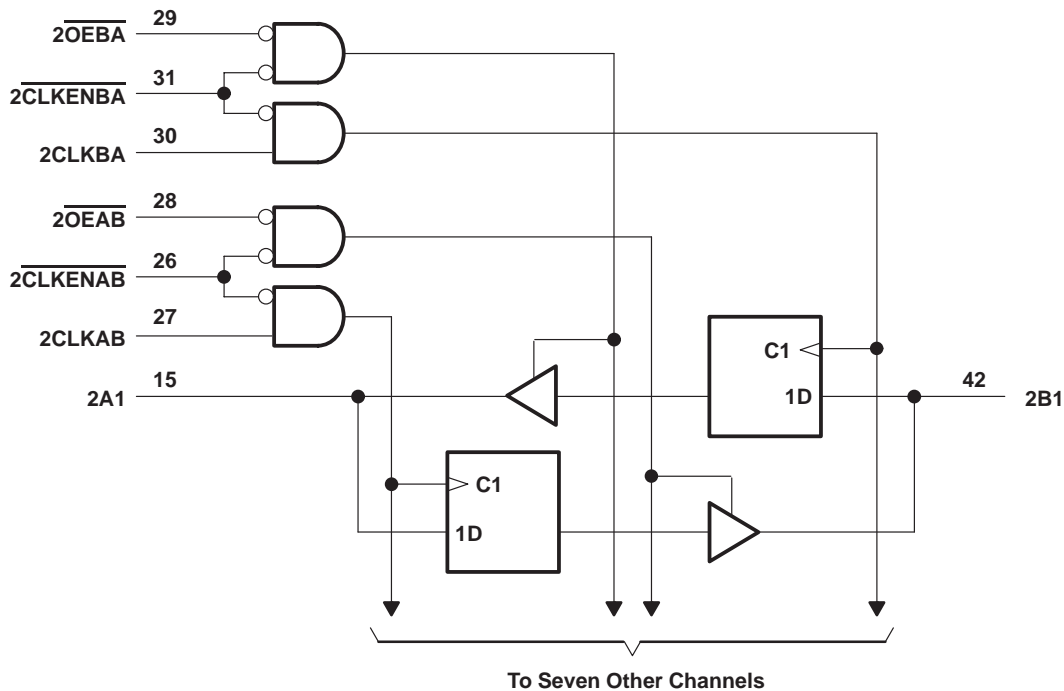 2OEBA 29
2CLKENBA 31
2CLKBA 30
2OEAB 28
2CLKENAB 26
2CLKAB 27
C1
2A1 15
1D
42 2B1
C1
1D
To Seven Other Channels